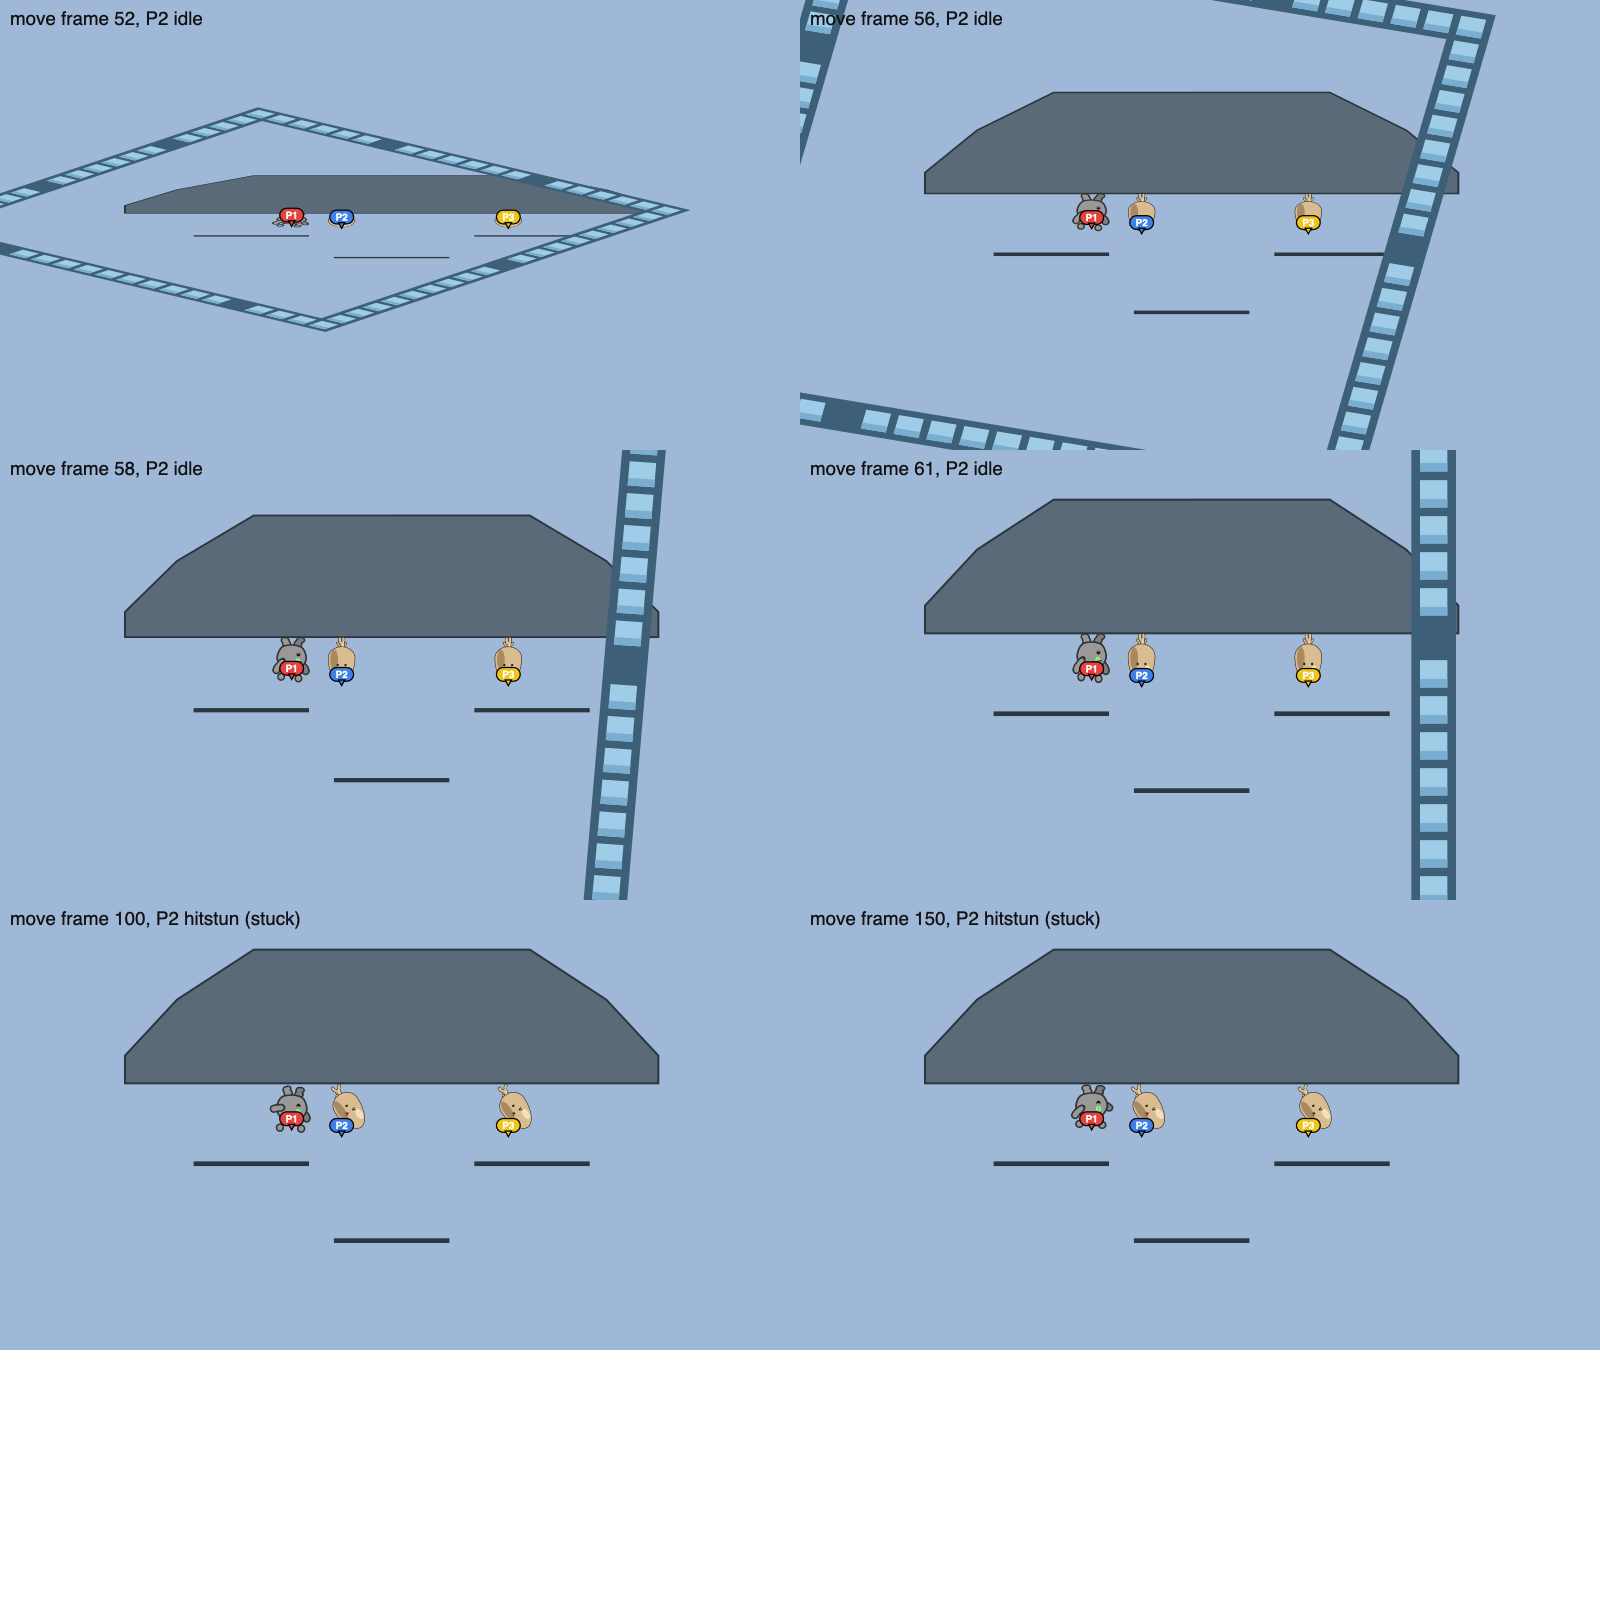 move frame 52, P2 idle
P1
P2
P3
move frame 56, P2 idle
P1
P2
P3
move frame 58, P2 idle
P1
P2
P3
move frame 61, P2 idle
P1
P2
P3
move frame 100, P2 hitstun (stuck)
P1
P2
P3
move frame 150, P2 hitstun (stuck)
P1
P2
P3